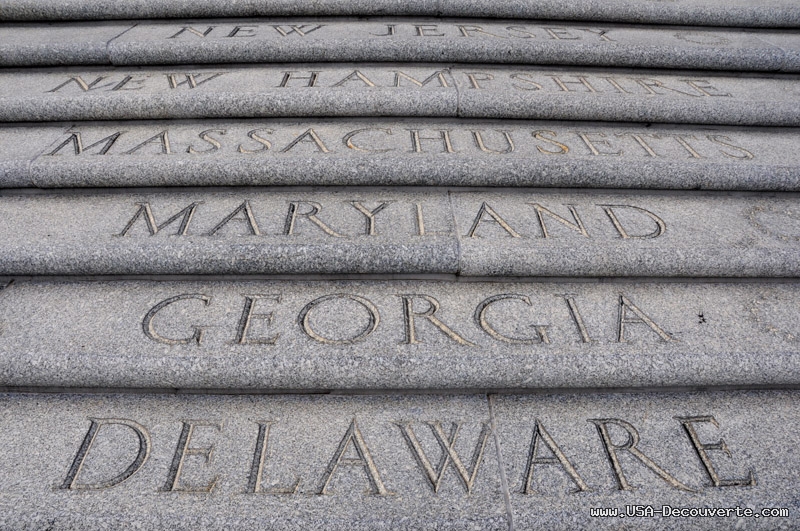 NEW JERSEY
NEW HAMPSHIRE
MASSACHUSETTS
MARYLAND
GEORGIA
DELAWARE
www.USA-Decouverte.com